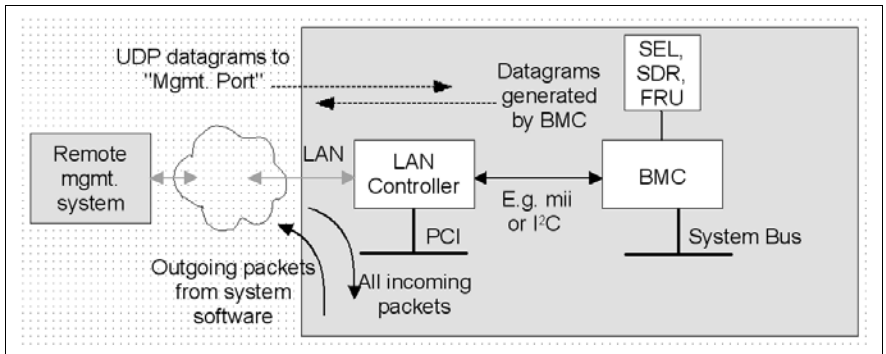 UDP datagrams to
"Mgmt. Port"
Datagrams
generated
by BMC
SEL,
SDR,
FRU
Remote
mgmt.
system
LAN
LAN
Controller
E.g. mii
or I²C
BMC
PCI
System Bus
Outgoing packets
from system
software
All incoming
packets